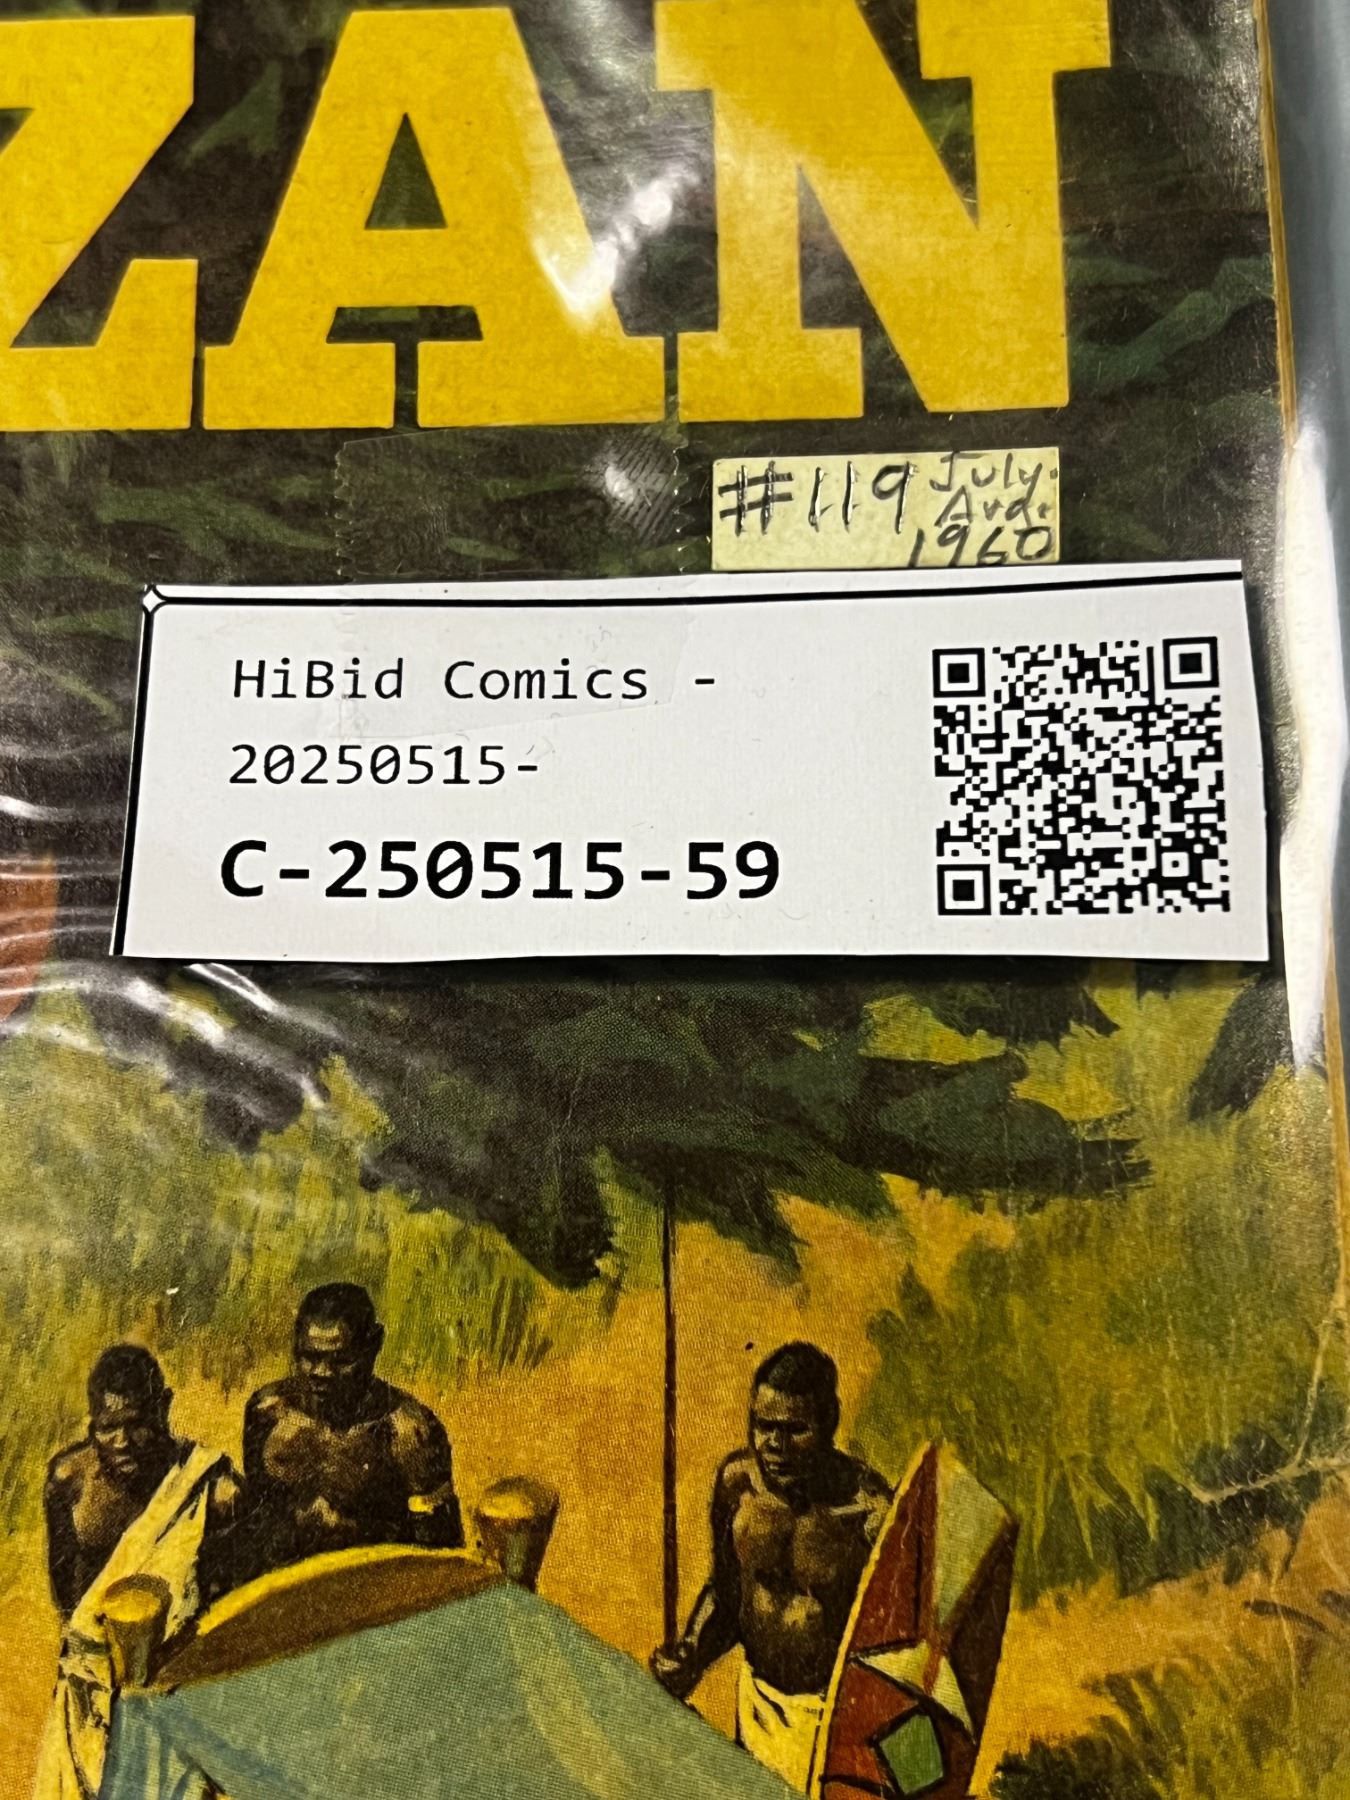 ZAN
#119 July.
Aug.
1960
HiBid Comics -
20250515-
C-250515-59